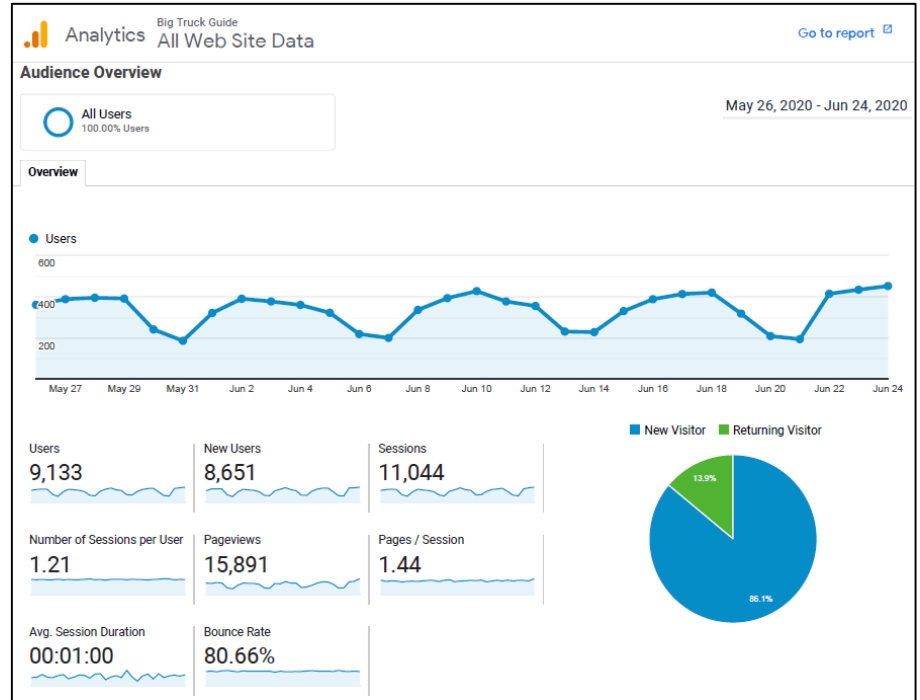 Analytics
Big Truck Guide
All Web Site Data
Go to report
Audience Overview
All Users
100.00% Users
May 26, 2020 - Jun 24, 2020
Overview
Users
600
400
200
May 27 May 29 May 31 Jun 2 Jun 4 Jun 6 Jun 8 Jun 10 Jun 12 Jun 14 Jun 16 Jun 18 Jun 20 Jun 22 Jun 24
New Visitor Returning Visitor
Users New Users Sessions
9,133 8,651 11,044
13.9%
Number of Sessions per User Pageviews Pages / Session
1.21 15,891 1.44
86.1%
Avg. Session Duration Bounce Rate
00:01:00 80.66%